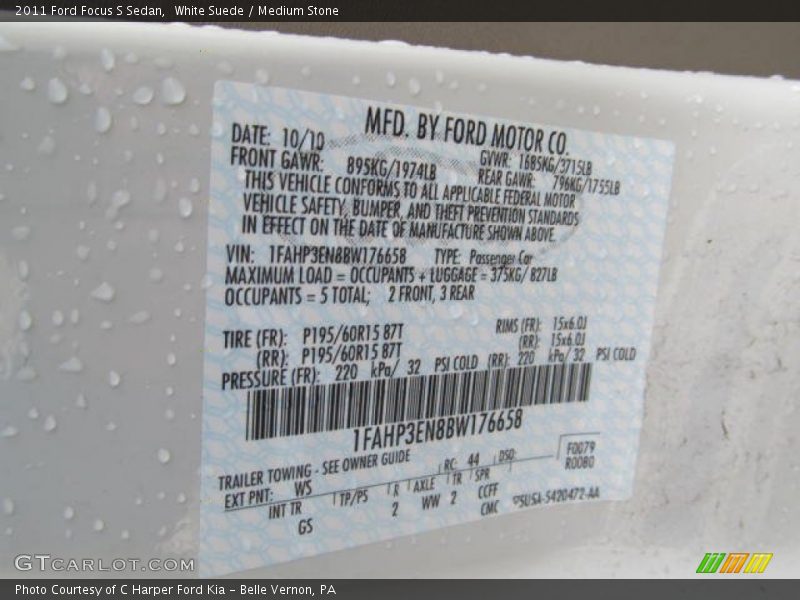 2011 Ford Focus S Sedan,  White Suede / Medium Stone
MFD. BY FORD MOTOR CO.
DATE: 10/10 GVWR: 1685KG/3715LB
FRONT GAWR: 895KG/1974LB REAR GAWR: 796KG/1755LB
THIS VEHICLE CONFORMS TO ALL APPLICABLE FEDERAL MOTOR
VEHICLE SAFETY, BUMPER, AND THEFT PREVENTION STANDARDS
IN EFFECT ON THE DATE OF MANUFACTURE SHOWN ABOVE.
VIN: 1FAHP3EN8BW176658 TYPE: Passenger Car
MAXIMUM LOAD = OCCUPANTS + LUGGAGE = 375KG/ 827LB
OCCUPANTS = 5 TOTAL; 2 FRONT, 3 REAR
TIRE (FR): P195/60R15 87T RIMS (FR): 15x6.0J
(RR): P195/60R15 87T (RR): 15x6.0J
PRESSURE (FR): 220 kPa/ 32 PSI COLD (RR): 220 kPa/ 32 PSI COLD
1FAHP3EN8BW176658
TRAILER TOWING - SEE OWNER GUIDE
EXT PNT: WS RC: 44 DSO: F0079
R0080
INT TR TP/PS R AXLE TR SPR
GS 2 WW 2 CCFF
CMC 5U5A-5420472-AA
GTCARLOT.COM
Photo Courtesy of C Harper Ford Kia – Belle Vernon, PA